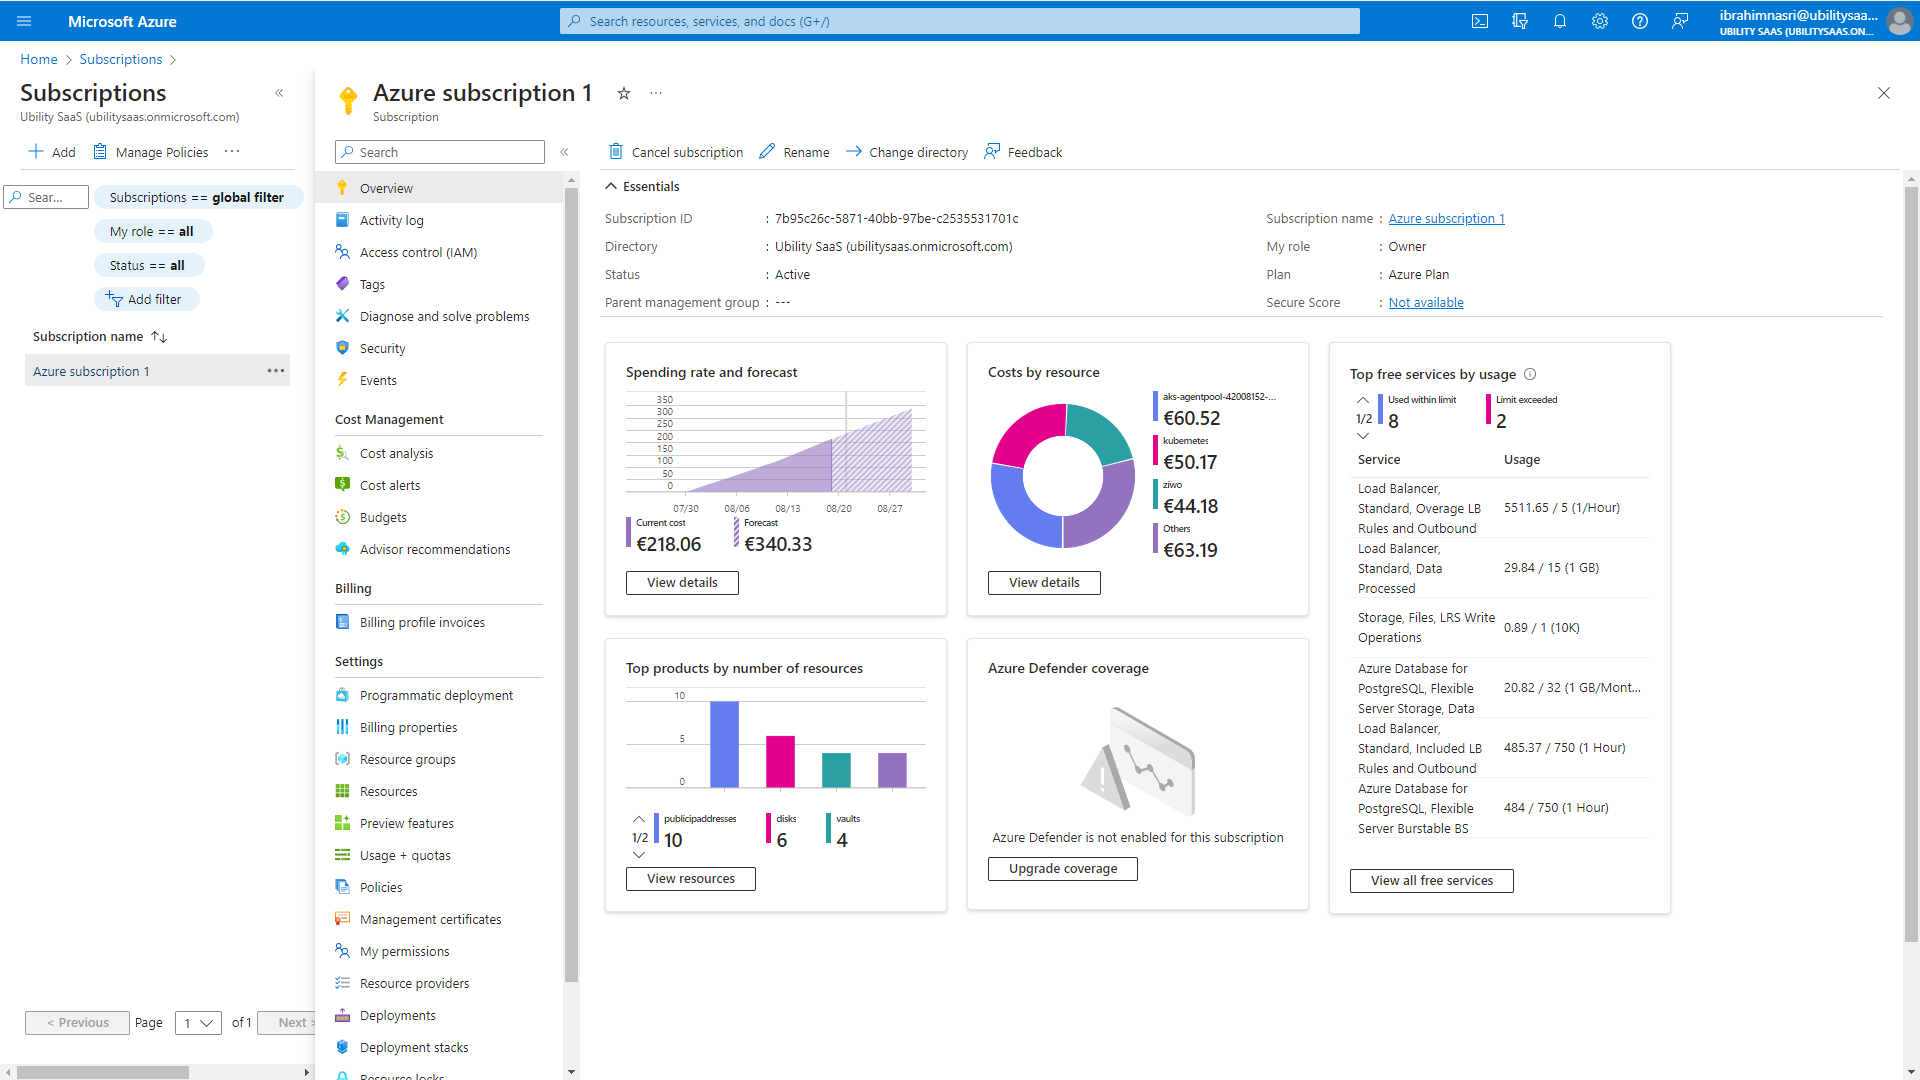 Microsoft Azure
Search resources, services, and docs (G+/)
ibrahimnasri@ubilitysaa...
UBILITY SAAS (UBILITYSAAS.ON...
Home > Subscriptions >
Subscriptions
Ubility SaaS (ubilitysaas.onmicrosoft.com)
Add
Manage Policies
Sear...
Subscriptions == global filter
My role == all
Status == all
Add filter
Subscription name
Azure subscription 1
< Previous
Page
1
of 1
Next >
Azure subscription 1
Subscription
Search
Overview
Activity log
Access control (IAM)
Tags
Diagnose and solve problems
Security
Events
Cost Management
Cost analysis
Cost alerts
Budgets
Advisor recommendations
Billing
Billing profile invoices
Settings
Programmatic deployment
Billing properties
Resource groups
Resources
Preview features
Usage + quotas
Policies
Management certificates
My permissions
Resource providers
Deployments
Deployment stacks
Resource locks
Cancel subscription
Rename
Change directory
Feedback
Essentials
Subscription ID : 7b95c26c-5871-40bb-97be-c2535531701c
Directory : Ubility SaaS (ubilitysaas.onmicrosoft.com)
Status : Active
Parent management group : ---
Subscription name : Azure subscription 1
My role : Owner
Plan : Azure Plan
Secure Score : Not available
Spending rate and forecast
350
300
250
200
150
100
50
0
07/30 08/06 08/13 08/20 08/27
Current cost
€218.06
Forecast
€340.33
View details
Costs by resource
aks-agentpool-42008152-...
€60.52
kubernetes
€50.17
ziwo
€44.18
Others
€63.19
View details
Top free services by usage
1/2
Used within limit
8
Limit exceeded
2
Service Usage
Load Balancer,
Standard, Overage LB
Rules and Outbound
5511.65 / 5 (1/Hour)
Load Balancer,
Standard, Data
Processed
29.84 / 15 (1 GB)
Storage, Files, LRS Write
Operations
0.89 / 1 (10K)
Azure Database for
PostgreSQL, Flexible
Server Storage, Data
20.82 / 32 (1 GB/Mont...
Load Balancer,
Standard, Included LB
Rules and Outbound
485.37 / 750 (1 Hour)
Azure Database for
PostgreSQL, Flexible
Server Burstable BS
484 / 750 (1 Hour)
View all free services
Top products by number of resources
10
5
0
1/2
publicipaddresses
10
disks
6
vaults
4
View resources
Azure Defender coverage
Azure Defender is not enabled for this subscription
Upgrade coverage